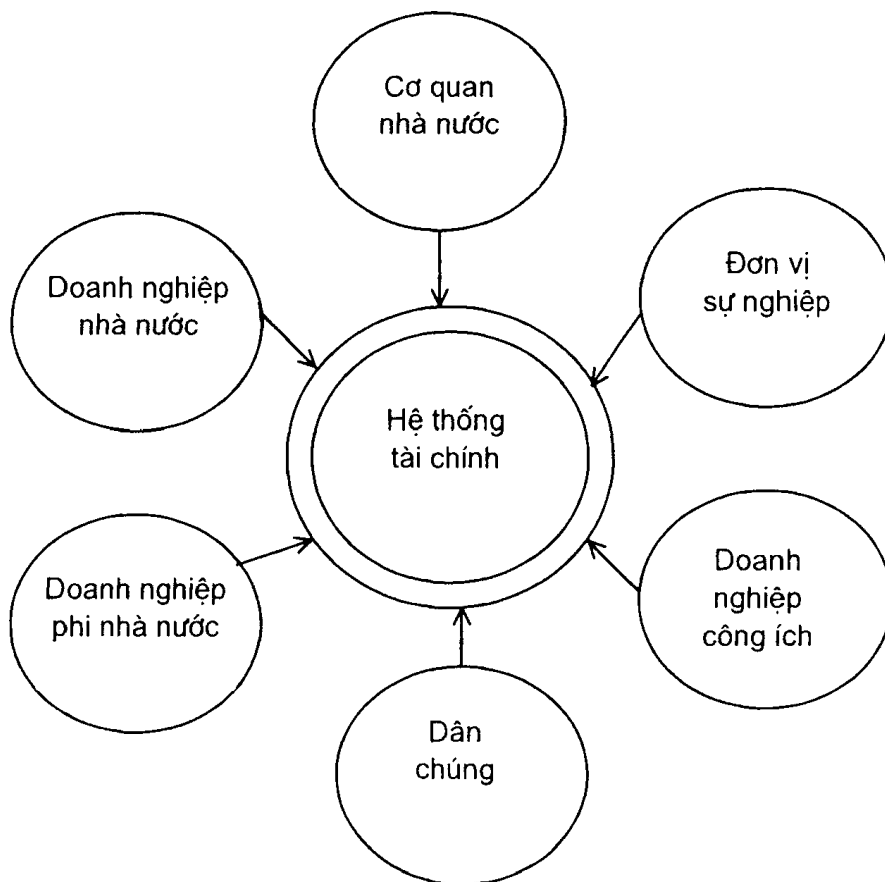 Cơ quan
nhà nước
Doanh nghiệp
nhà nước
Đơn vị
sự nghiệp
Hệ thống
tài chính
Doanh nghiệp
phi nhà nước
Doanh
nghiệp
công ích
Dân
chúng